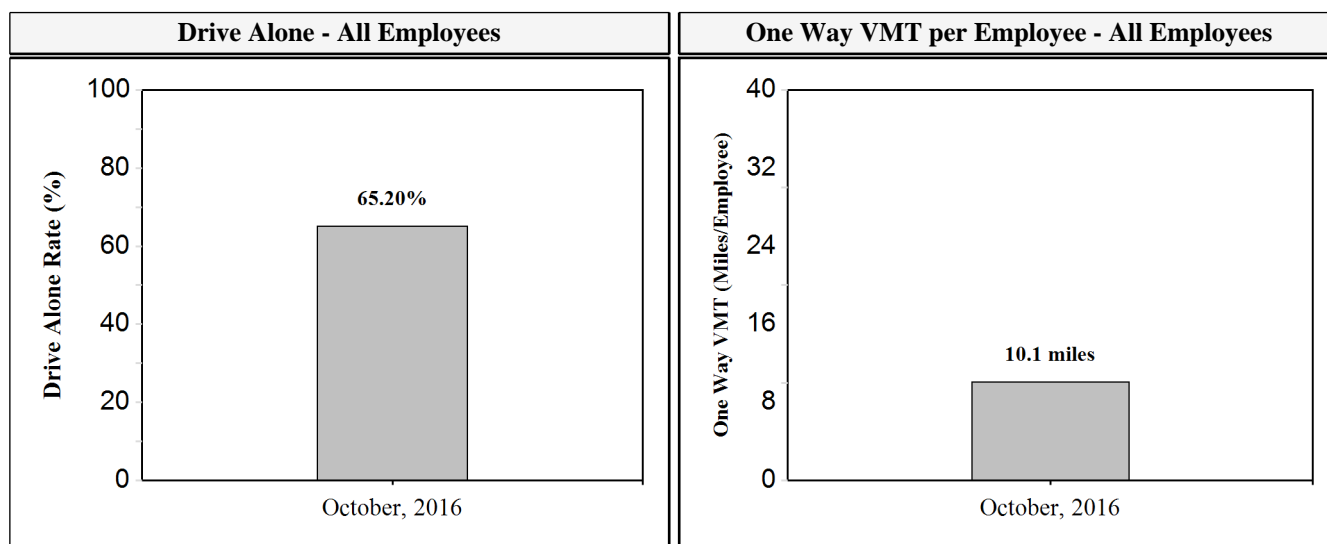 Drive Alone - All Employees
Drive Alone Rate (%)
100
80
60
40
20
0
65.20%
October, 2016
One Way VMT per Employee - All Employees
One Way VMT (Miles/Employee)
40
32
24
16
8
0
10.1 miles
October, 2016